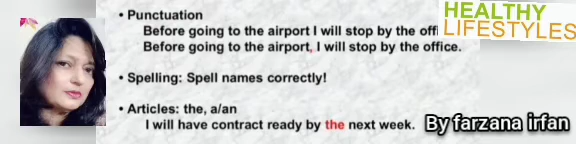 HEALTHY
LIFESTYLES
• Punctuation
Before going to the airport I will stop by the
Before going to the airport, I will stop by the office.
• Spelling: Spell names correctly!
• Articles: the, a/an
I will have contract ready by the next week.
By farzana irfan